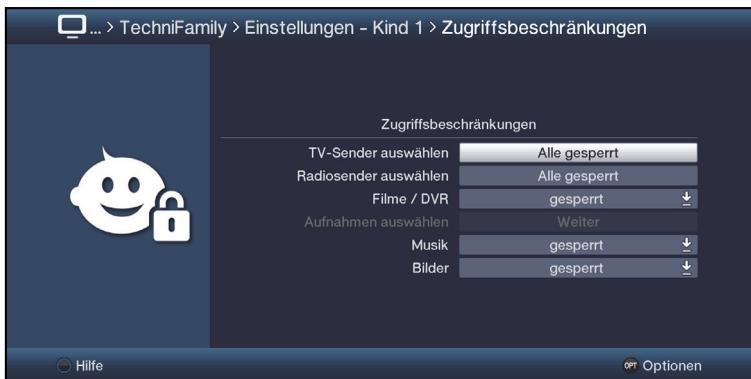 ... > TechniFamily > Einstellungen - Kind 1 > Zugriffsbeschränkungen
Zugriffsbeschränkungen
TV-Sender auswählen Alle gesperrt
Radiosender auswählen Alle gesperrt
Filme / DVR gesperrt
Aufnahmen auswählen Weiter
Musik gesperrt
Bilder gesperrt
Hilfe OPT Optionen